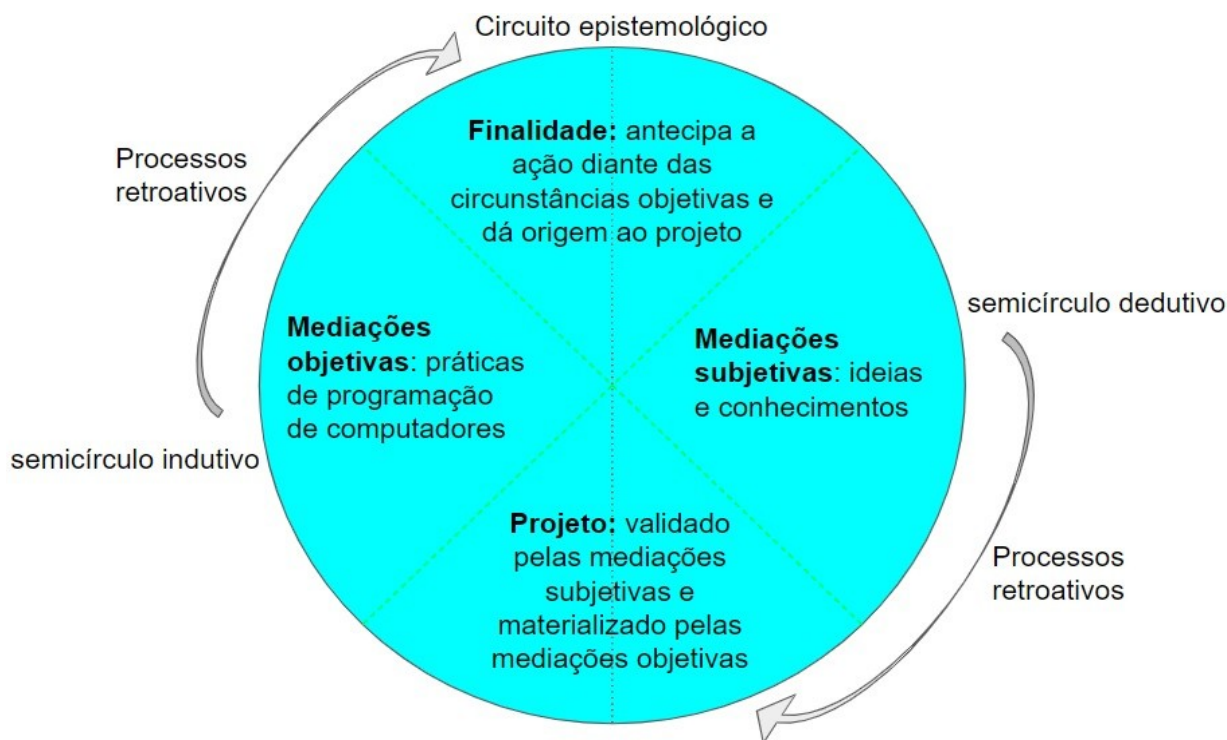 Circuito epistemológico
Processos
retroativos
Finalidade: antecipa a
ação diante das
circunstâncias objetivas e
dá origem ao projeto
semicírculo dedutivo
Mediações
objetivas: práticas
de programação
de computadores
Mediações
subjetivas: ideias
e conhecimentos
semicírculo indutivo
Projeto: validado
pelas mediações
subjetivas e
materializado pelas
mediações objetivas
Processos
retroativos